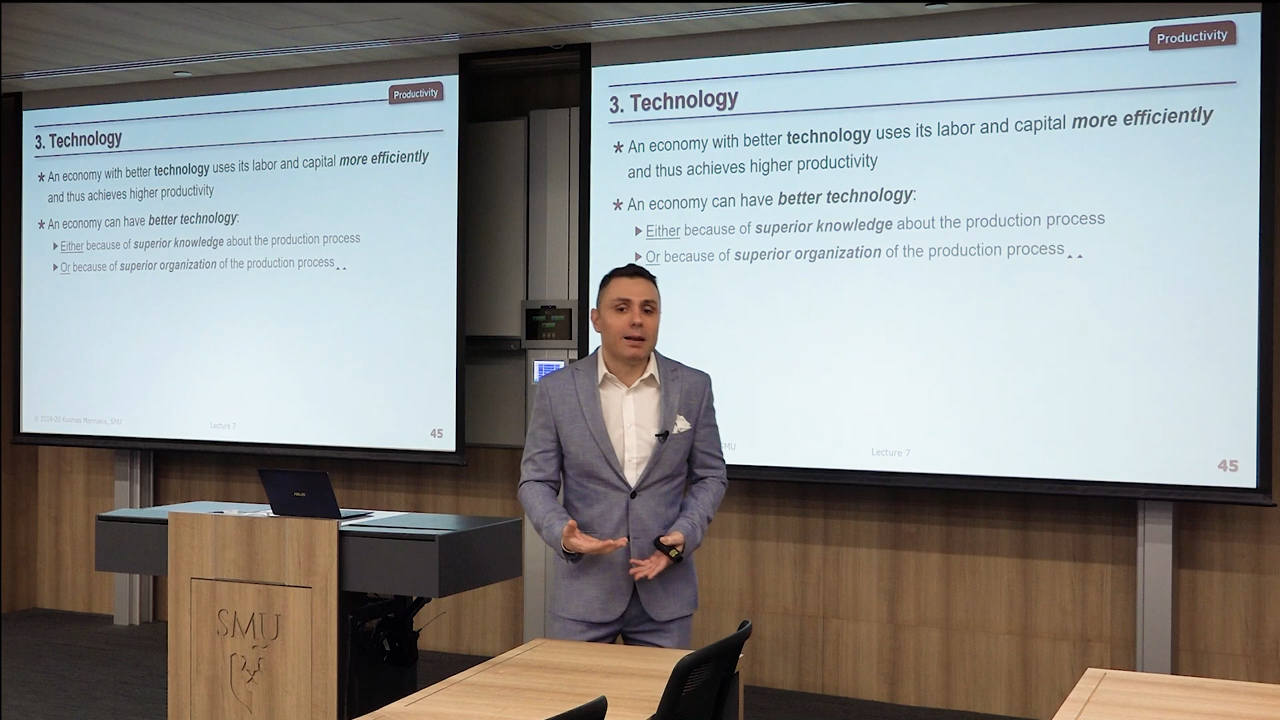 Productivity
3. Technology
* An economy with better technology uses its labor and capital more efficiently
and thus achieves higher productivity
* An economy can have better technology:
Either because of superior knowledge about the production process
Or because of superior organization of the production process
Lecture 7
45
Productivity
3. Technology
* An economy with better technology uses its labor and capital more efficiently
and thus achieves higher productivity
* An economy can have better technology:
Either because of superior knowledge about the production process
Or because of superior organization of the production process
SMU
Lecture 7
45
ASUS
SMU